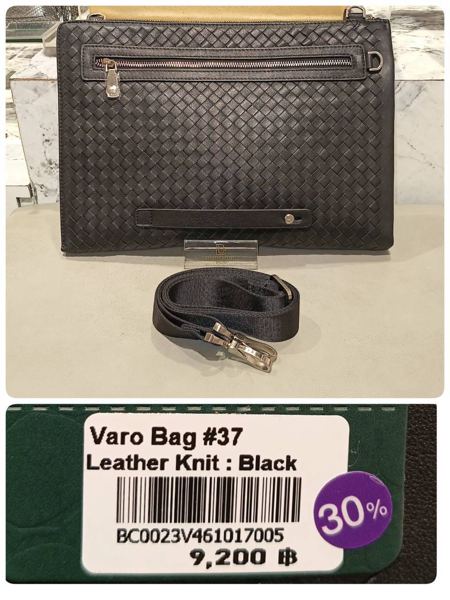 Varo Bag #37
Leather Knit : Black
BC0023V461017005
9,200 ฿
30%